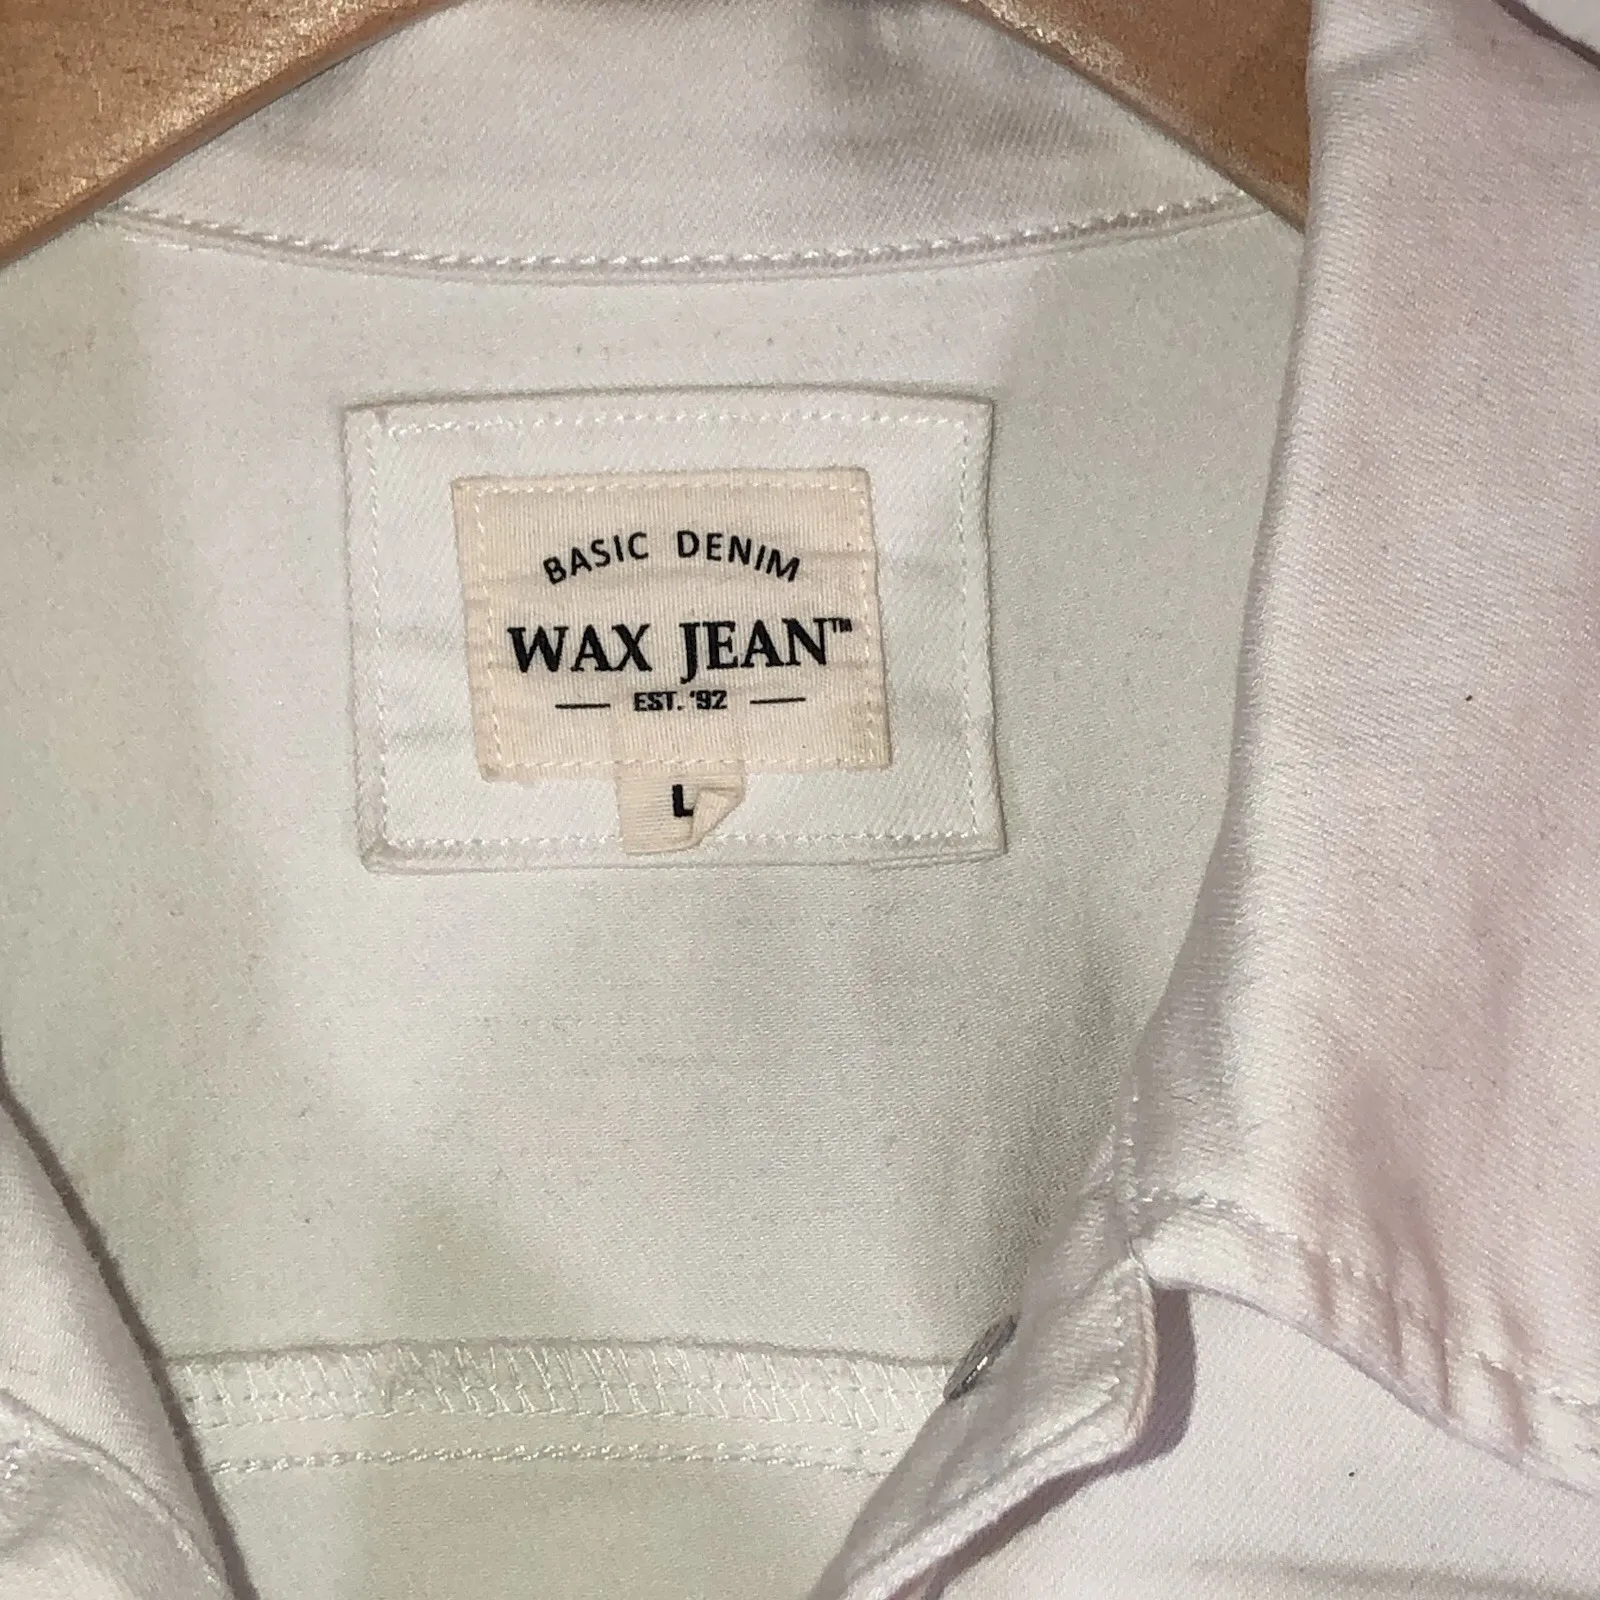 BASIC DENIM
WAX JEAN™
EST. '92
L